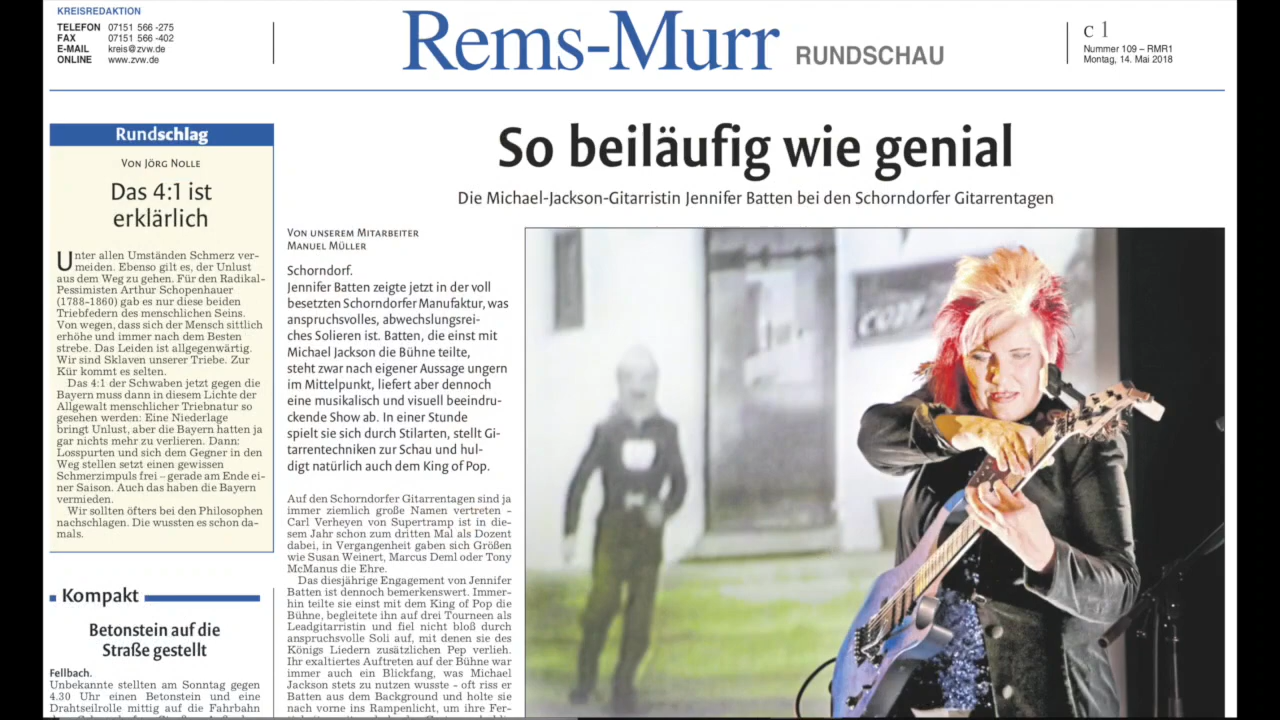 KREISREDAKTION
TELEFON 07151 566 -275
FAX 07151 566 -402
E-MAIL kreis@zvw.de
ONLINE www.zvw.de
Rems-Murr RUNDSCHAU
c 1
Nummer 109 – RMR1
Montag, 14. Mai 2018
Rundschlag
VON JÖRG NOLLE
Das 4:1 ist
erklärlich
Unter allen Umständen Schmerz ver-
meiden. Ebenso gilt es, der Unlust
aus dem Weg zu gehen. Für den Radikal-
Pessimisten Arthur Schopenhauer
(1788-1860) gab es nur diese beiden
Triebfedern des menschlichen Seins.
Von wegen, dass sich der Mensch sittlich
erhöhe und immer nach dem Besten
strebe. Das Leiden ist allgegenwärtig.
Wir sind Sklaven unserer Triebe. Zur
Kür kommt es selten.
Das 4:1 der Schwaben jetzt gegen die
Bayern muss dann in diesem Lichte der
Allgewalt menschlicher Triebnatur so
gesehen werden: Eine Niederlage
bringt Unlust, aber die Bayern hatten ja
gar nichts mehr zu verlieren. Dann:
Losspurten und sich dem Gegner in den
Weg stellen setzt einen gewissen
Schmerzimpuls frei – gerade am Ende ei-
ner Saison. Auch das haben die Bayern
vermieden.
Wir sollten öfters bei den Philosophen
nachschlagen. Die wussten es schon da-
mals.
Kompakt
Betonstein auf die
Straße gestellt
Fellbach.
Unbekannte stellten am Sonntag gegen
4.30 Uhr einen Betonstein und eine
Drahtseilrolle mittig auf die Fahrbahn
So beiläufig wie genial
Die Michael-Jackson-Gitarristin Jennifer Batten bei den Schorndorfer Gitarrentagen
VON UNSEREM MITARBEITER
MANUEL MÜLLER
Schorndorf.
Jennifer Batten zeigte jetzt in der voll
besetzten Schorndorfer Manufaktur, was
anspruchsvolles, abwechslungsrei-
ches Solieren ist. Batten, die einst mit
Michael Jackson die Bühne teilte,
steht zwar nach eigener Aussage ungern
im Mittelpunkt, liefert aber dennoch
eine musikalisch und visuell beeindru-
ckende Show ab. In einer Stunde
spielt sie sich durch Stilarten, stellt Gi-
tarrentechniken zur Schau und hul-
digt natürlich auch dem King of Pop.
Auf den Schorndorfer Gitarrentagen sind ja
immer ziemlich große Namen vertreten –
Carl Verheyen von Supertramp ist in die-
sem Jahr schon zum dritten Mal als Dozent
dabei, in Vergangenheit gaben sich Größen
wie Susan Weinert, Marcus Deml oder Tony
McManus die Ehre.
Das diesjährige Engagement von Jennifer
Batten ist dennoch bemerkenswert. Immer-
hin teilte sie einst mit dem King of Pop die
Bühne, begleitete ihn auf drei Tourneen als
Leadgitarristin und fiel nicht bloß durch
anspruchsvolle Soli auf, mit denen sie des
Königs Liedern zusätzlichen Pep verlieh.
Ihr exaltiertes Auftreten auf der Bühne war
immer auch ein Blickfang, was Michael
Jackson stets zu nutzen wusste – oft riss er
Batten aus dem Background und holte sie
nach vorne ins Rampenlicht, um ihre Fer-